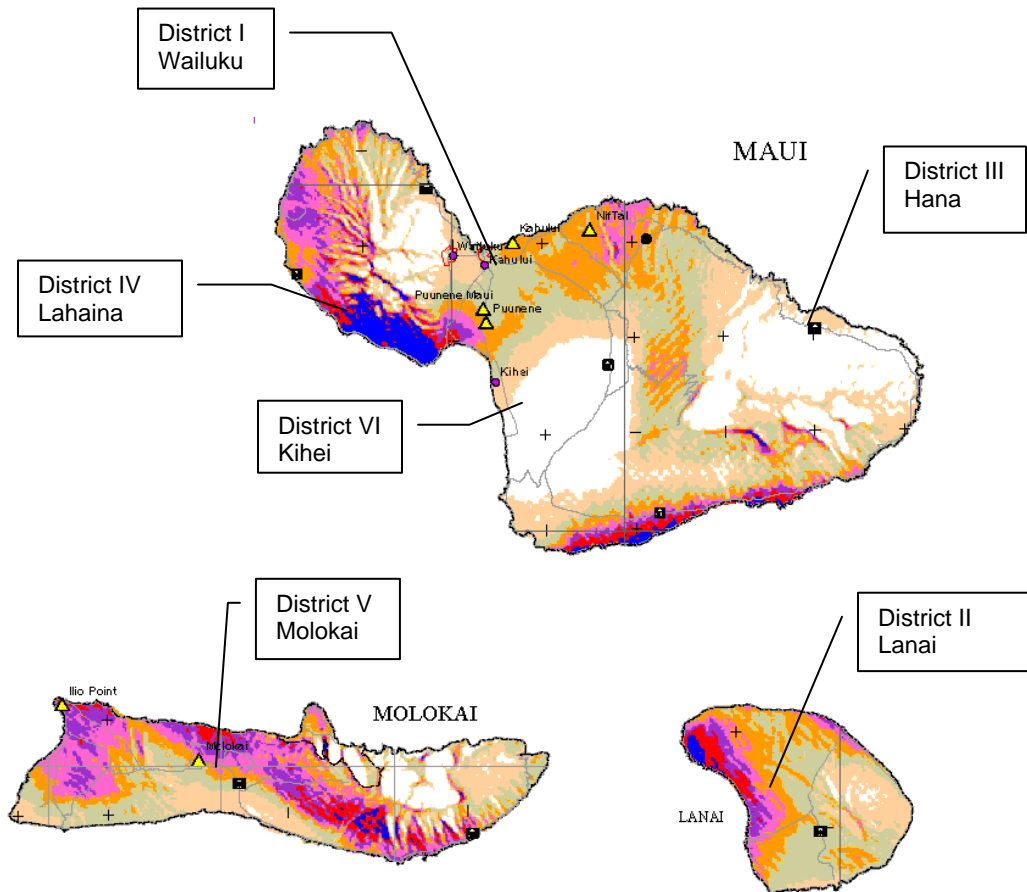 District I
Wailuku
MAUI
District III
Hana
NifTal
Kahului
Wailuku
Kahului
District IV
Lahaina
Puunene Maui
Puunene
Kihei
District VI
Kihei
District V
Molokai
District II
Lanai
Ilio Point
MOLOKAI
Molokai
LANAI